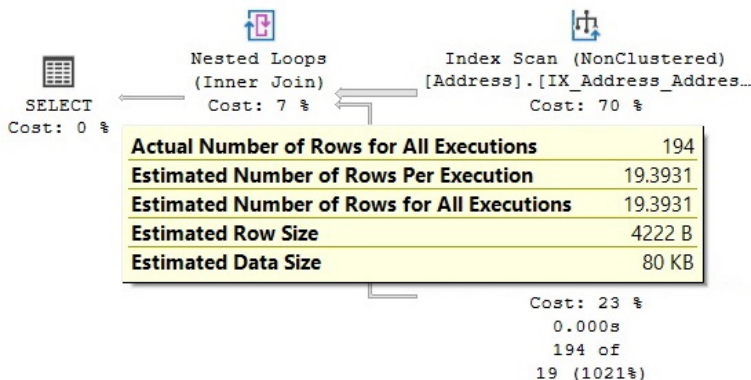 Nested Loops
(Inner Join)
Cost: 7 %
Index Scan (NonClustered)
[Address].[IX_Address_Addres…
Cost: 70 %
SELECT
Cost: 0 %
Actual Number of Rows for All Executions 194
Estimated Number of Rows Per Execution 19.3931
Estimated Number of Rows for All Executions 19.3931
Estimated Row Size 4222 B
Estimated Data Size 80 KB
Cost: 23 %
0.000s
194 of
19 (1021%)